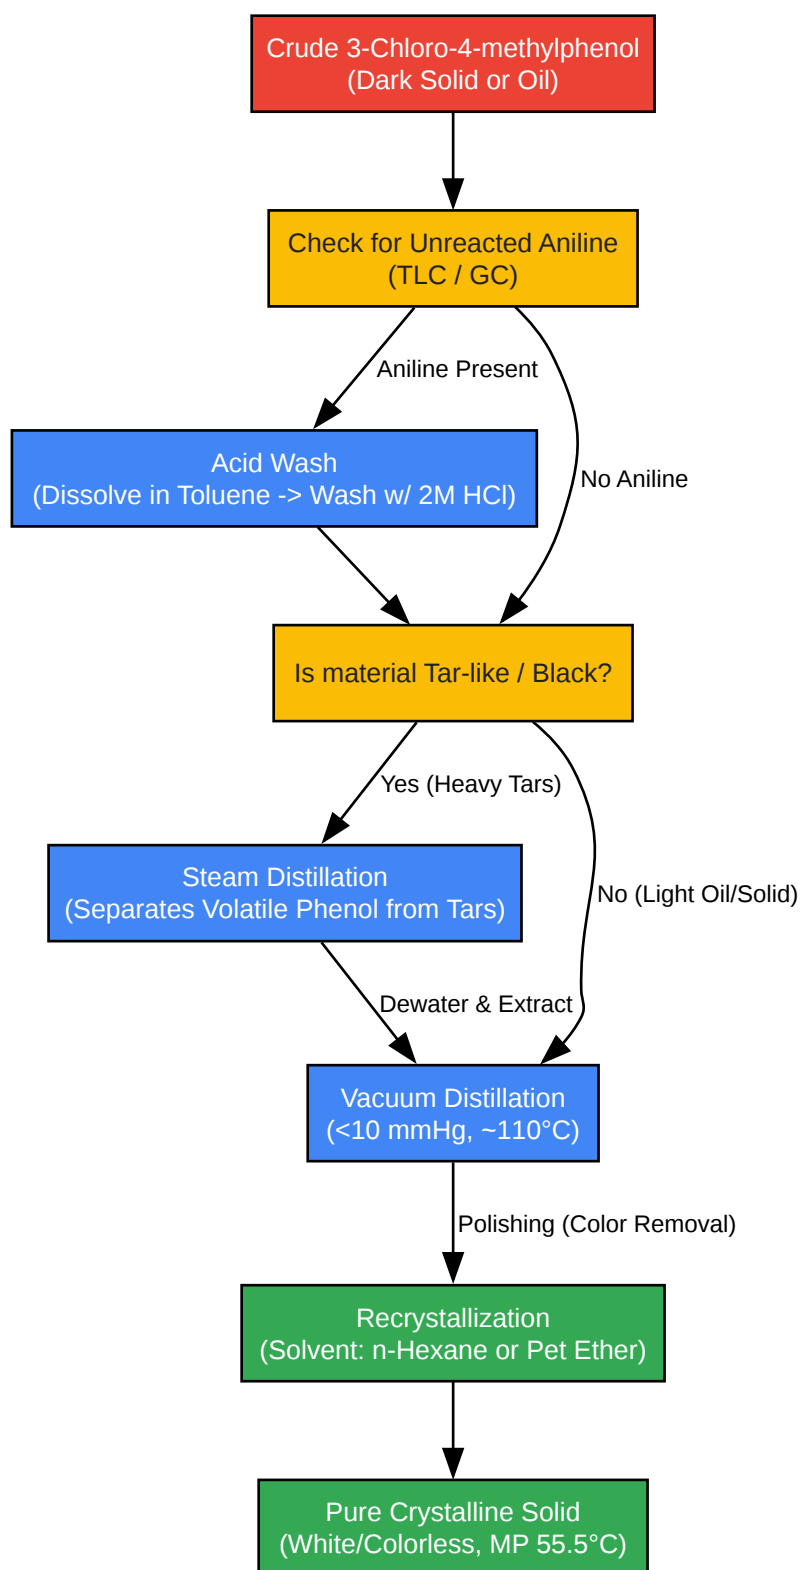 Crude 3-Chloro-4-methylphenol
(Dark Solid or Oil)
Check for Unreacted Aniline
(TLC / GC)
Aniline Present
Acid Wash
(Dissolve in Toluene -> Wash w/ 2M HCl)
No Aniline
Is material Tar-like / Black?
Yes (Heavy Tars)
Steam Distillation
(Separates Volatile Phenol from Tars)
No (Light Oil/Solid)
Dewater & Extract
Vacuum Distillation
(<10 mmHg, ~110°C)
Polishing (Color Removal)
Recrystallization
(Solvent: n-Hexane or Pet Ether)
Pure Crystalline Solid
(White/Colorless, MP 55.5°C)